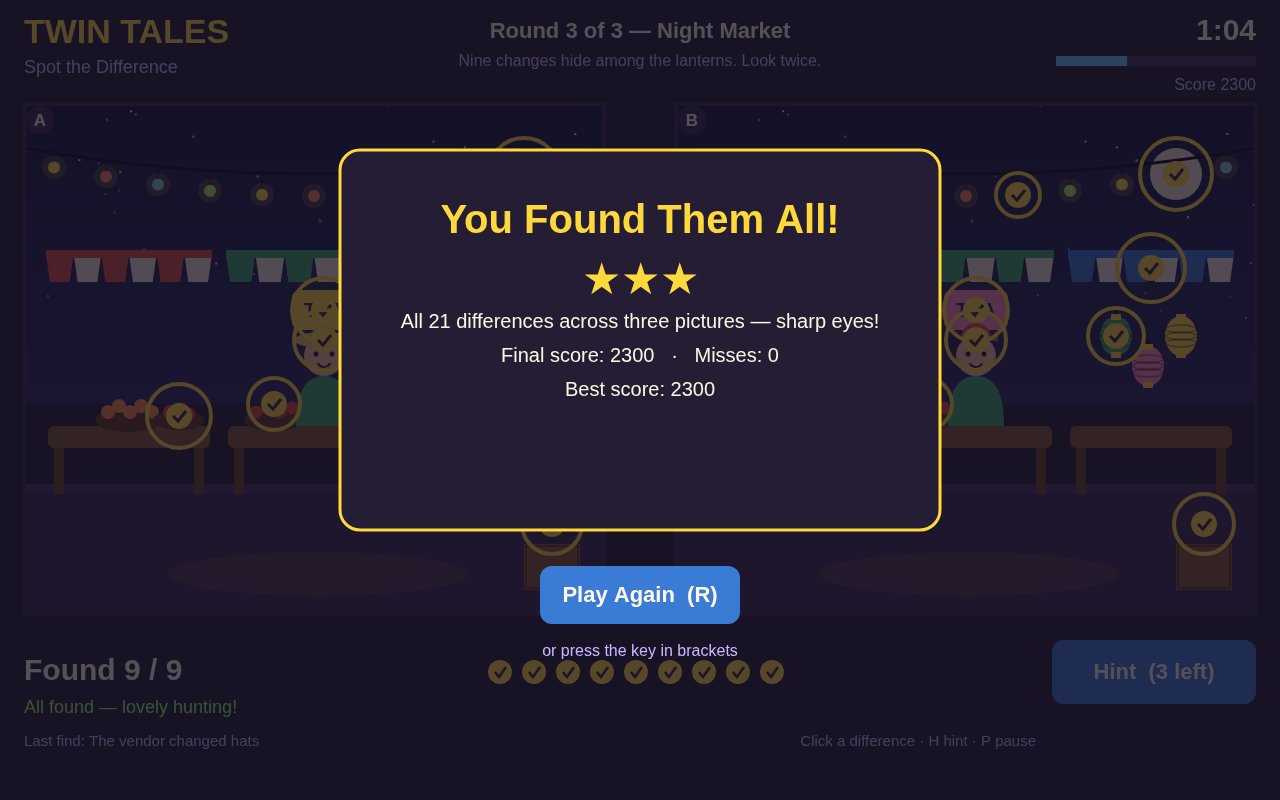 TWIN TALES
Spot the Difference
Round 3 of 3 — Night Market
Nine changes hide among the lanterns. Look twice.
1:04
Score 2300
A
B
You Found Them All!
★★★
All 21 differences across three pictures — sharp eyes!
Final score: 2300 · Misses: 0
Best score: 2300
Play Again (R)
or press the key in brackets
Found 9 / 9
All found — lovely hunting!
Last find: The vendor changed hats
Hint (3 left)
Click a difference · H hint · P pause